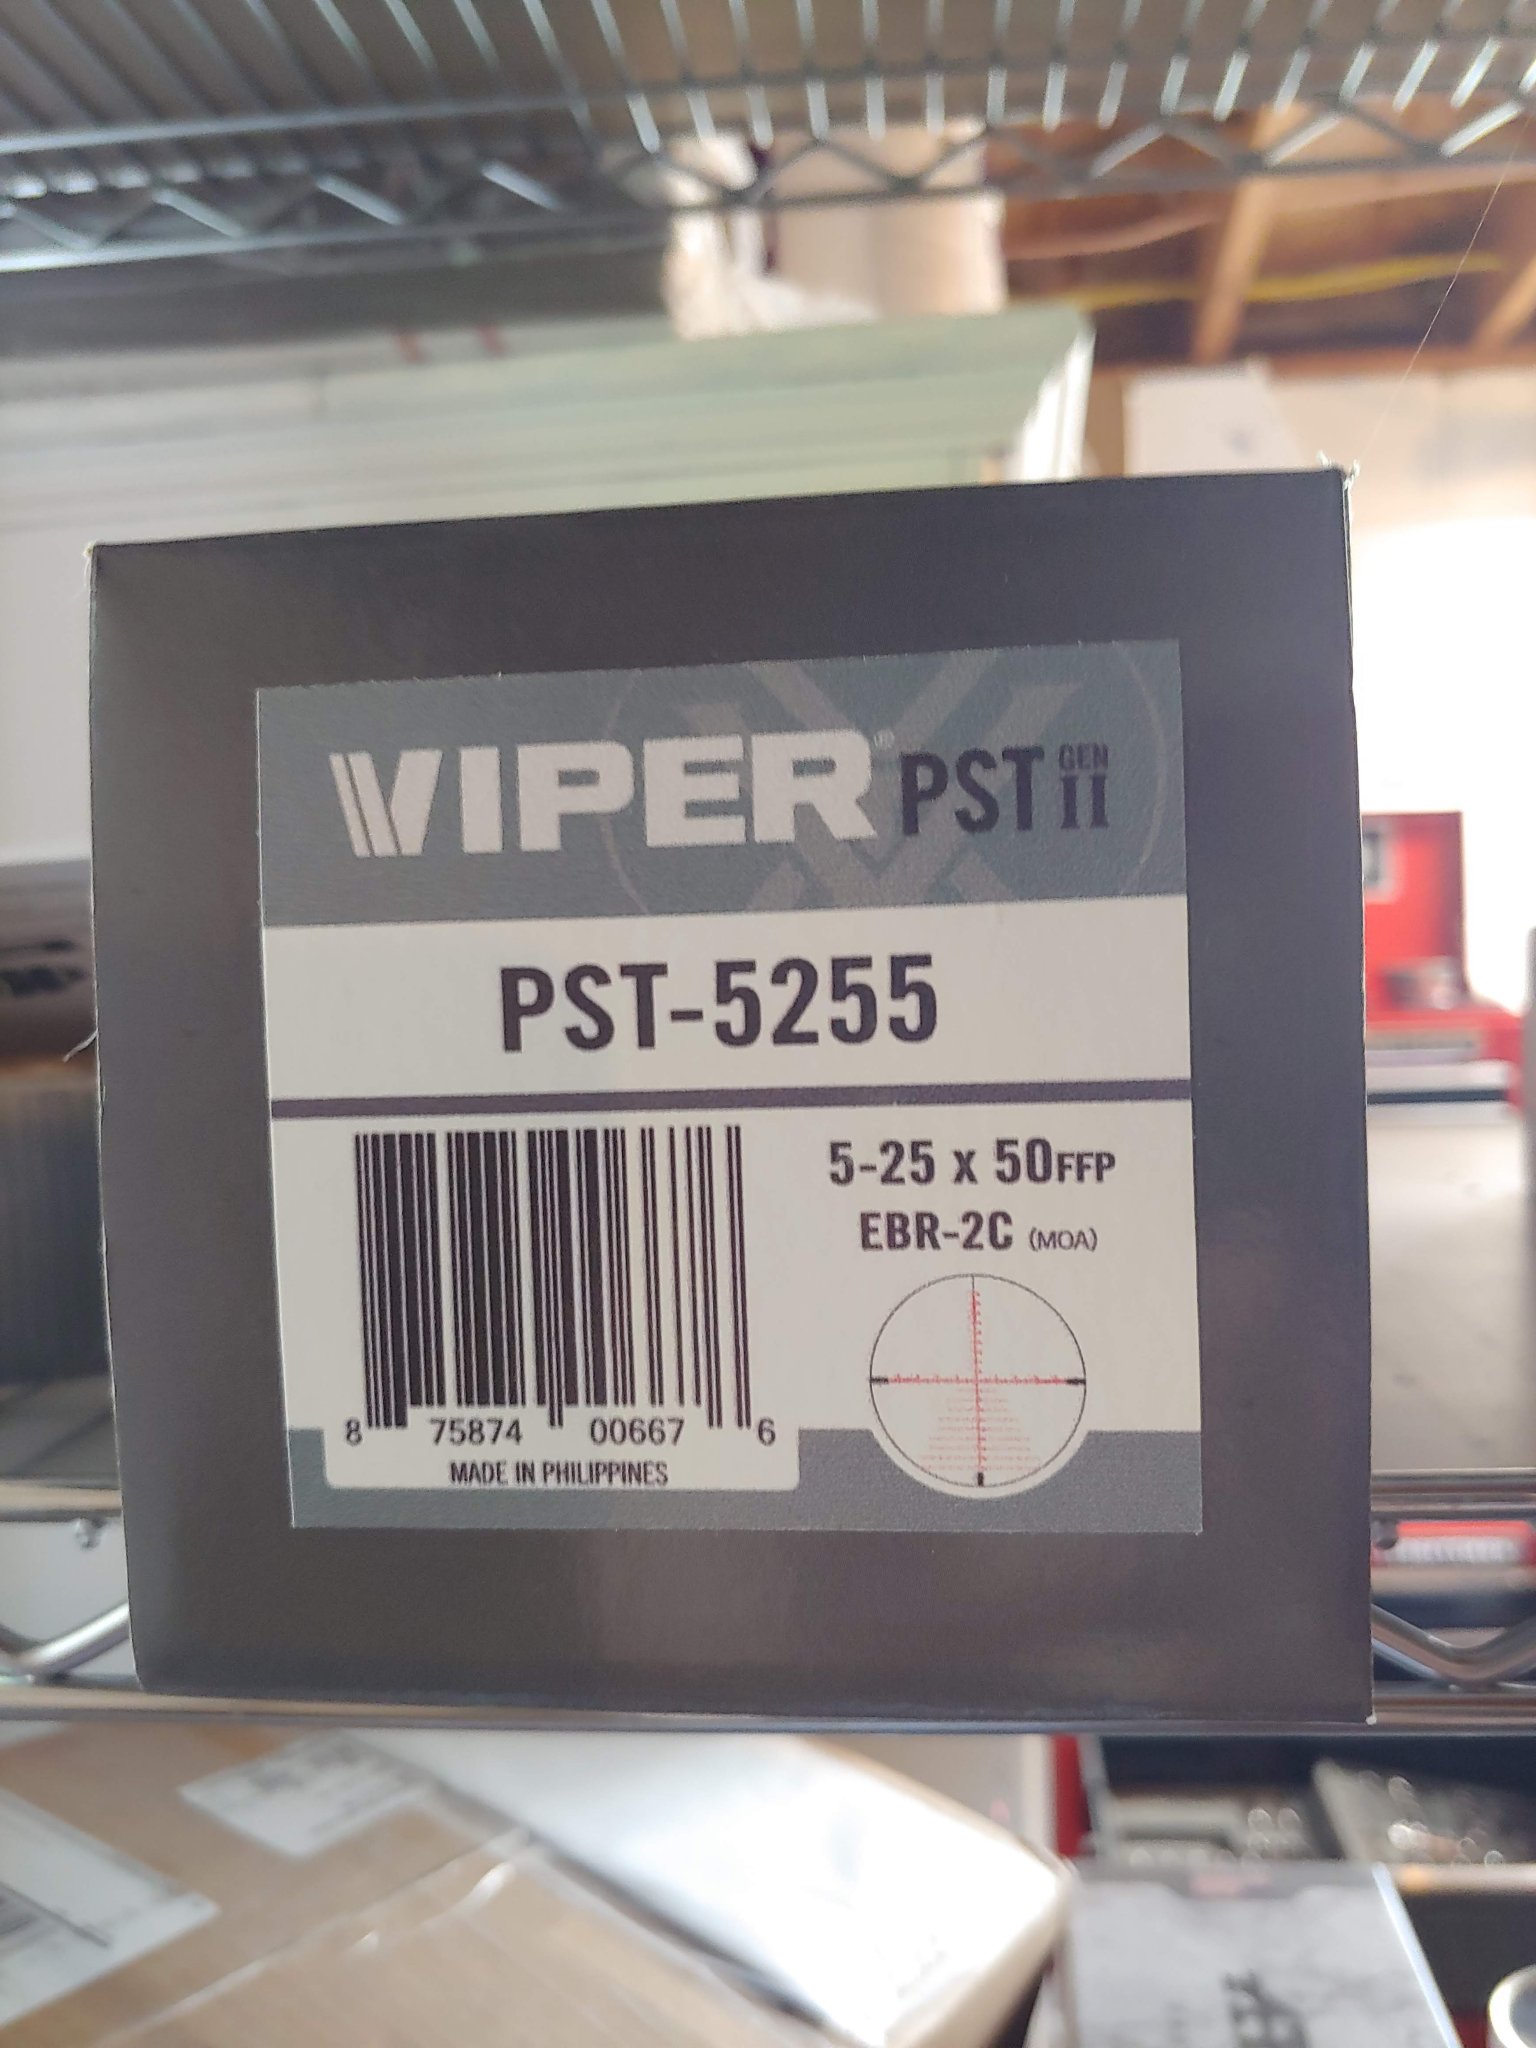 VIPER® PST GEN II
PST-5255
5-25 x 50FFP
EBR-2C (MOA)
8 75874 00667 6
MADE IN PHILIPPINES